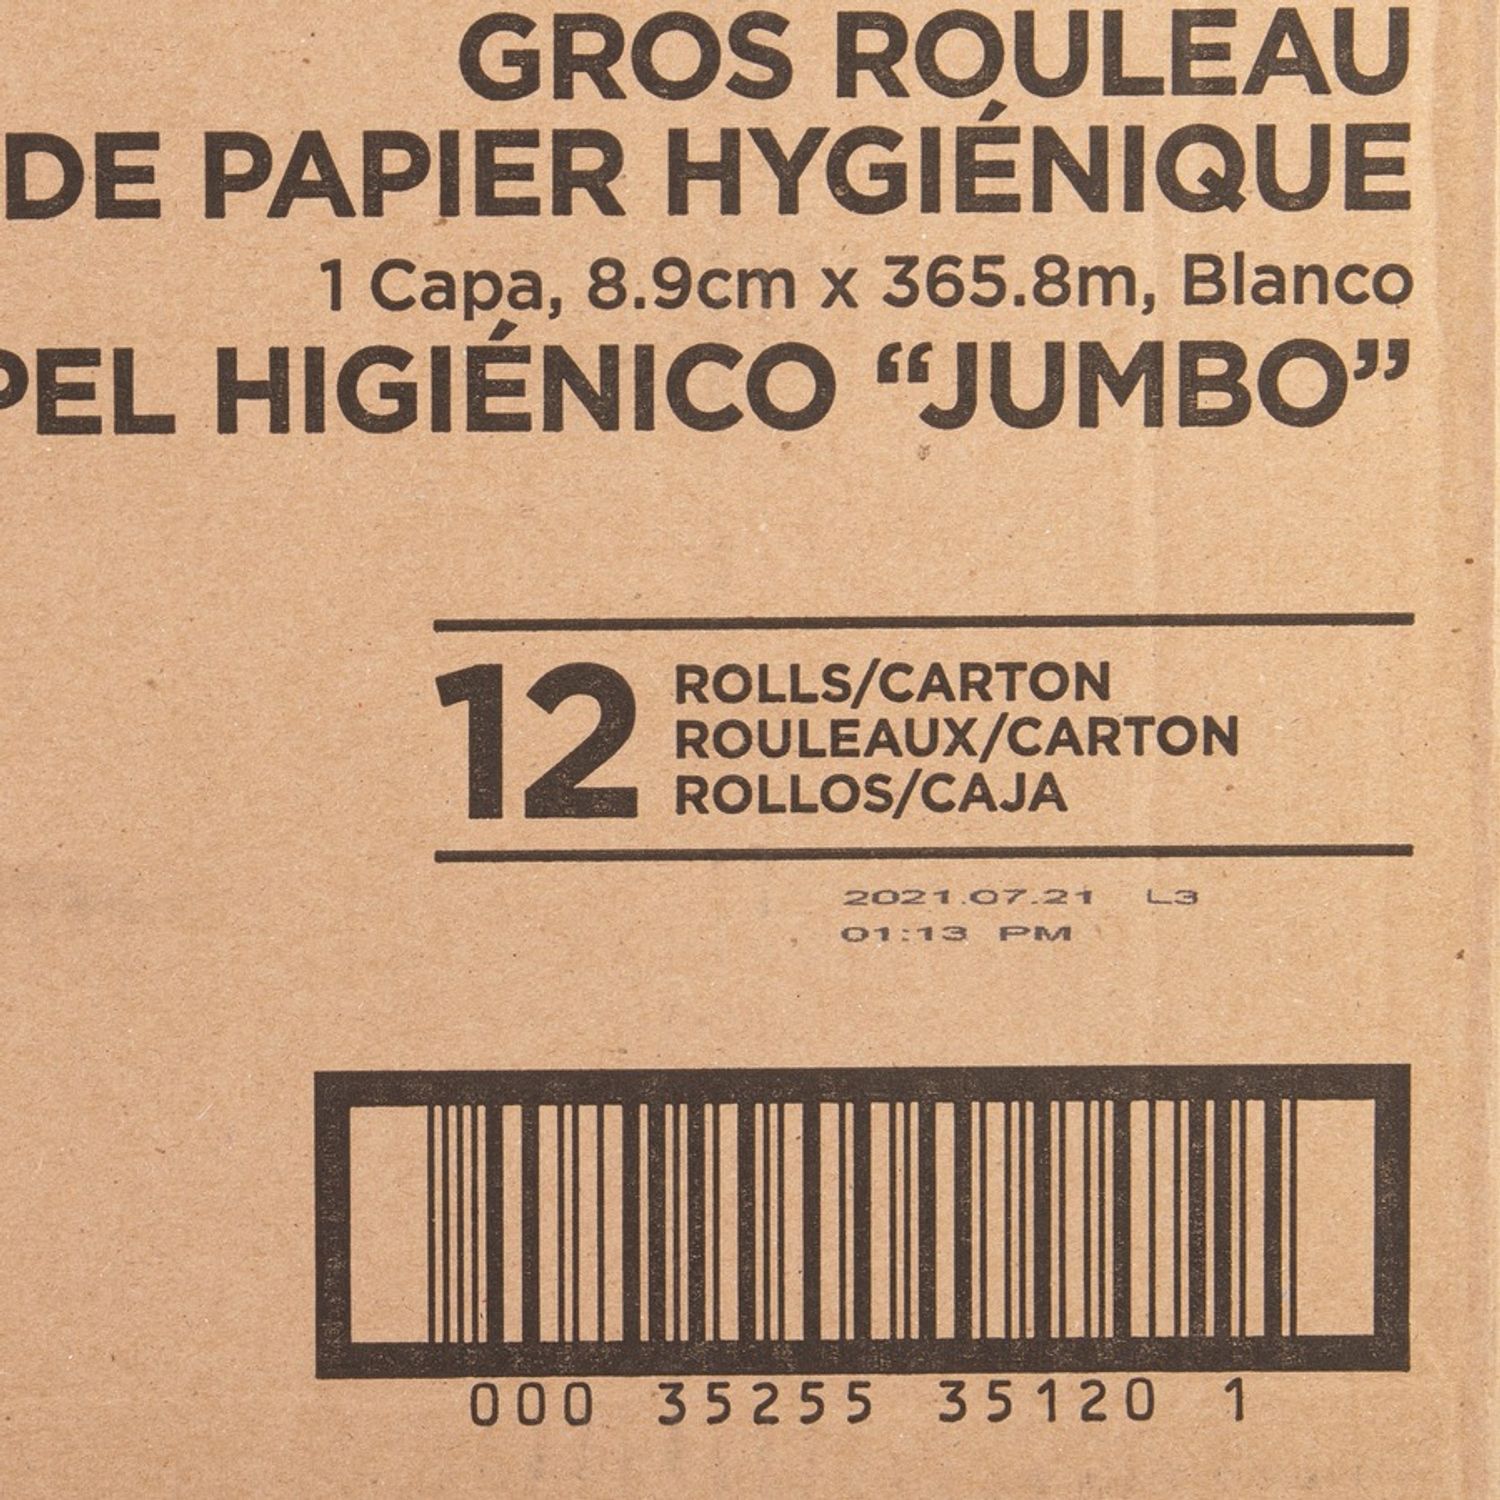 GROS ROULEAU
DE PAPIER HYGIÉNIQUE
1 Capa, 8.9cm x 365.8m, Blanco
PEL HIGIÉNICO “JUMBO”
12 ROLLS/CARTON
ROULEAUX/CARTON
ROLLOS/CAJA
2021.07.21 L3
01:13 PM
000 35255 35120 1